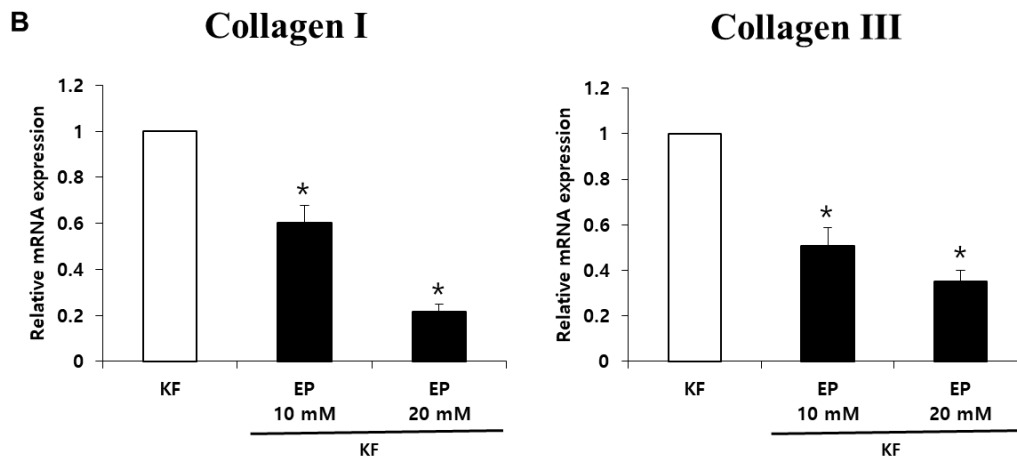 B
Collagen I
Relative mRNA expression
1.2
1
0.8
0.6
0.4
0.2
0
*
*
KF
EP
10 mM
EP
20 mM
KF
Collagen III
Relative mRNA expression
1.2
1
0.8
0.6
0.4
0.2
0
*
*
KF
EP
10 mM
EP
20 mM
KF